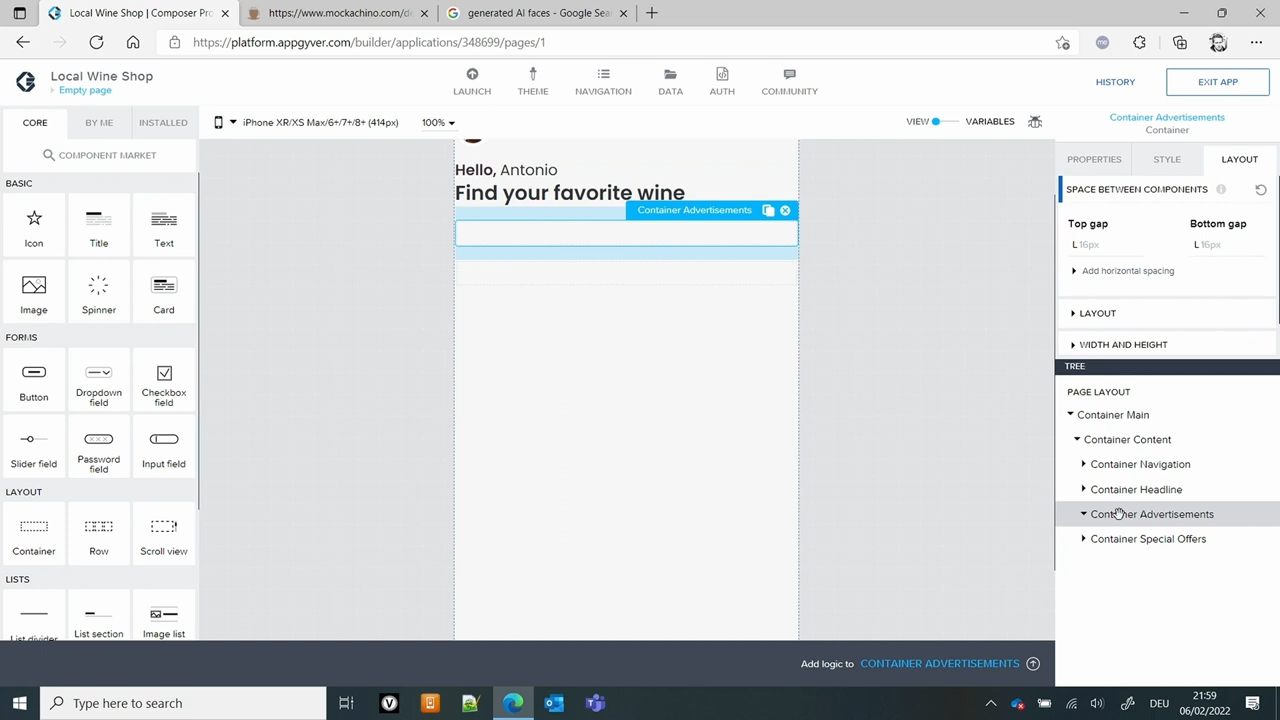 Local Wine Shop | Composer Pro
https://www.mockachino.com/de
generated AI faces - Google Sea
https://platform.appgyver.com/builder/applications/348699/pages/1
me
Local Wine Shop
Empty page
LAUNCH
THEME
NAVIGATION
DATA
AUTH
COMMUNITY
HISTORY
EXIT APP
CORE
BY ME
INSTALLED
iPhone XR/XS Max/6+/7+/8+ (414px)
100%
VIEW
VARIABLES
Container Advertisements
Container
COMPONENT MARKET
PROPERTIES
STYLE
LAYOUT
BASIC
Icon
Title
Text
Image
Spinner
Card
FORMS
Button
Dropdown field
Checkbox field
Slider field
Password field
Input field
LAYOUT
Container
Row
Scroll view
LISTS
List divider
List section
Image list
Hello, Antonio
Find your favorite wine
Container Advertisements
SPACE BETWEEN COMPONENTS
Top gap
Bottom gap
L 16px
L 16px
Add horizontal spacing
LAYOUT
WIDTH AND HEIGHT
TREE
PAGE LAYOUT
Container Main
Container Content
Container Navigation
Container Headline
Container Advertisements
Container Special Offers
Add logic to CONTAINER ADVERTISEMENTS
Type here to search
DEU
21:59
06/02/2022